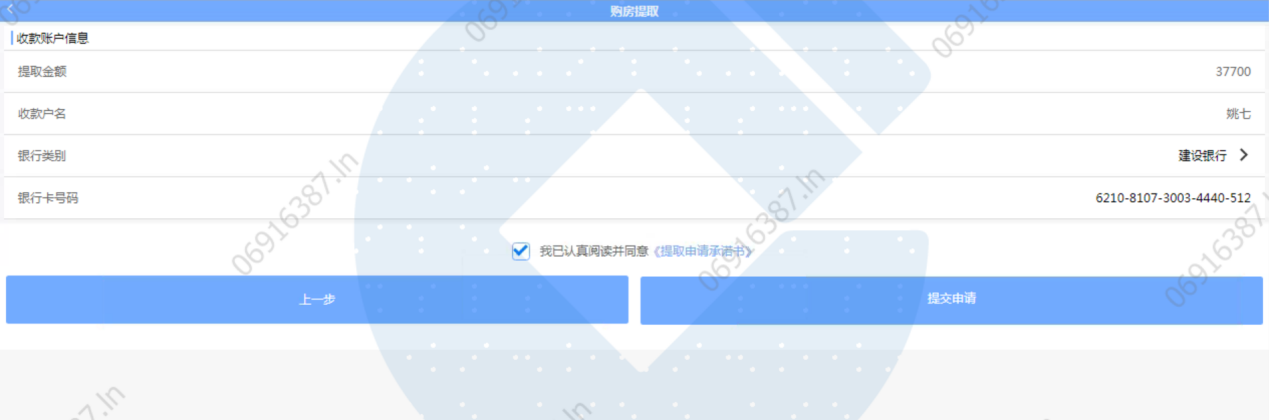 购房提取
收款账户信息
提取金额 37700
收款户名 姚七
银行类别 建设银行
银行卡号码 6210-8107-3003-4440-512
我已认真阅读并同意《提取申请承诺书》
上一步 提交申请
06916387.ln
06916387.ln
06916387